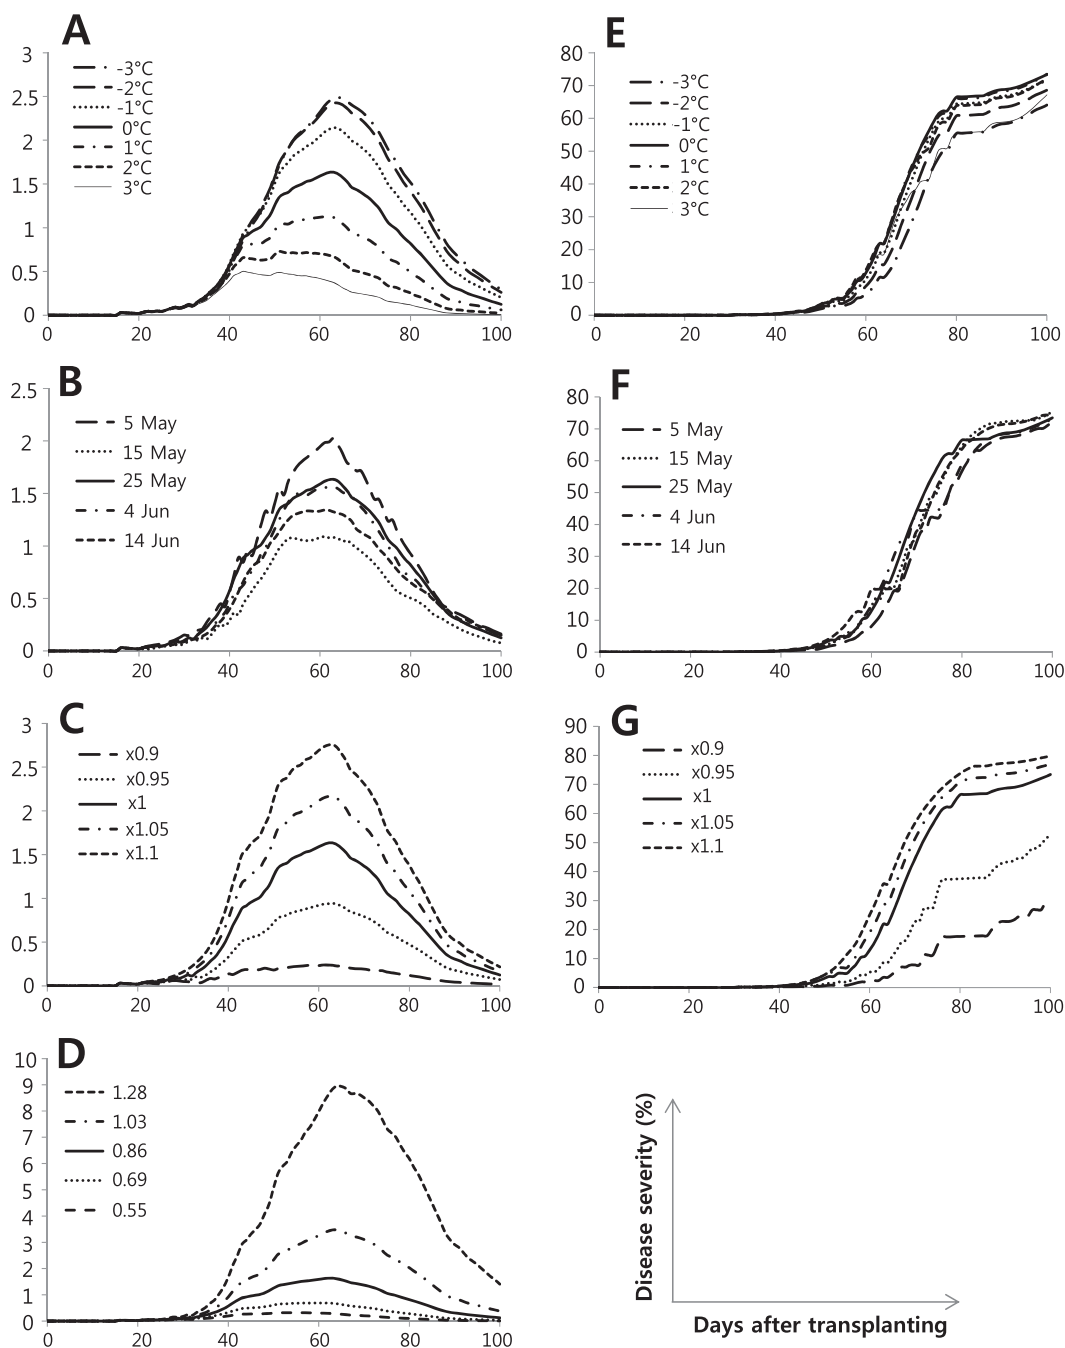 A
3
2.5
2
1.5
1
0.5
0
-3°C
-2°C
-1°C
0°C
1°C
2°C
3°C
0 20 40 60 80 100
E
80
70
60
50
40
30
20
10
0
-3°C
-2°C
-1°C
0°C
1°C
2°C
3°C
0 20 40 60 80 100
B
2.5
2
1.5
1
0.5
0
5 May
15 May
25 May
4 Jun
14 Jun
0 20 40 60 80 100
F
80
70
60
50
40
30
20
10
0
5 May
15 May
25 May
4 Jun
14 Jun
0 20 40 60 80 100
C
3
2.5
2
1.5
1
0.5
0
x0.9
x0.95
x1
x1.05
x1.1
0 20 40 60 80 100
G
90
80
70
60
50
40
30
20
10
0
x0.9
x0.95
x1
x1.05
x1.1
0 20 40 60 80 100
D
10
9
8
7
6
5
4
3
2
1
0
1.28
1.03
0.86
0.69
0.55
0 20 40 60 80 100
Disease severity (%)
Days after transplanting